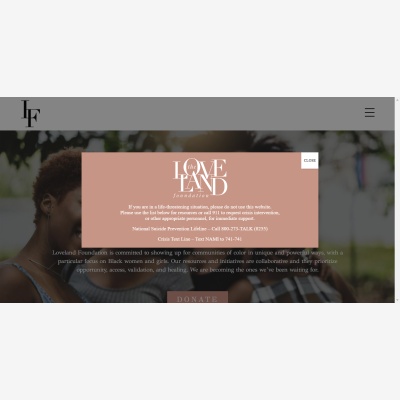 LF
CLOSE
the
LOVE
LAND
foundation
If you are in a life-threatening situation, please do not use this website.
Please use the list below for resources or call 911 to request crisis intervention,
or other appropriate personnel, for immediate support.
National Suicide Prevention Lifeline – Call 800-273-TALK (8255)
Crisis Text Line – Text NAMI to 741-741
Loveland Foundation is committed to showing up for communities of color in unique and powerful ways, with a
particular focus on Black women and girls. Our resources and initiatives are collaborative and they prioritize
opportunity, access, validation, and healing. We are becoming the ones we've been waiting for.
DONATE